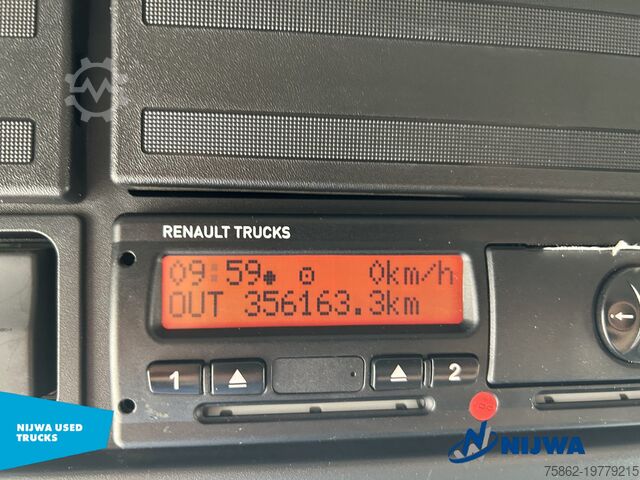 RENAULT TRUCKS
09:59 0km/h
OUT 356163.3km
1 2
NIJWA USED
TRUCKS
NIJWA
75862-19779215